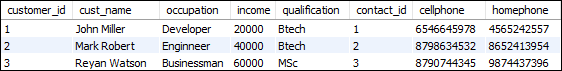 customer_id cust_name occupation income qualification contact_id cellphone homephone
1 John Miller Developer 20000 Btech 1 6546645978 4565242557
2 Mark Robert Enginneer 40000 Btech 2 8798634532 8652413954
3 Reyan Watson Businessman 60000 MSc 3 8790744345 9874437396